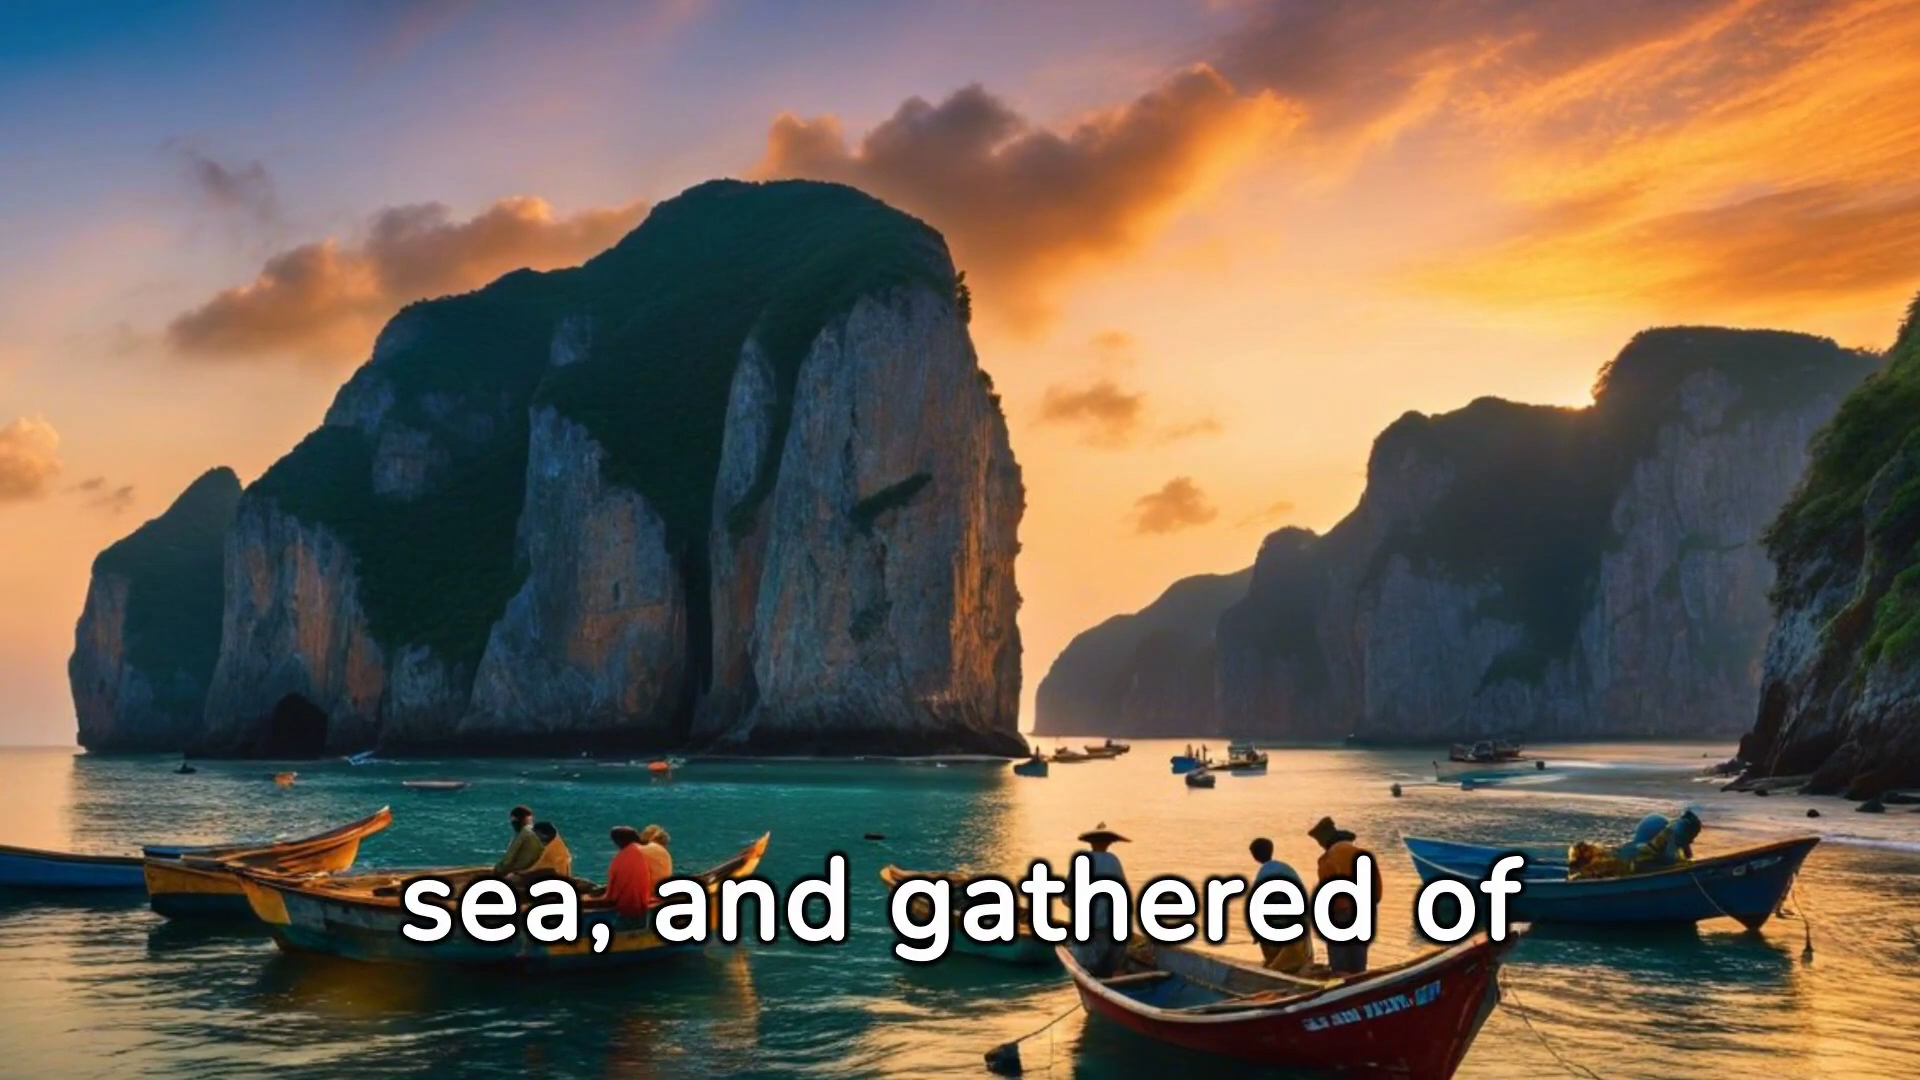 sea, and gathered of